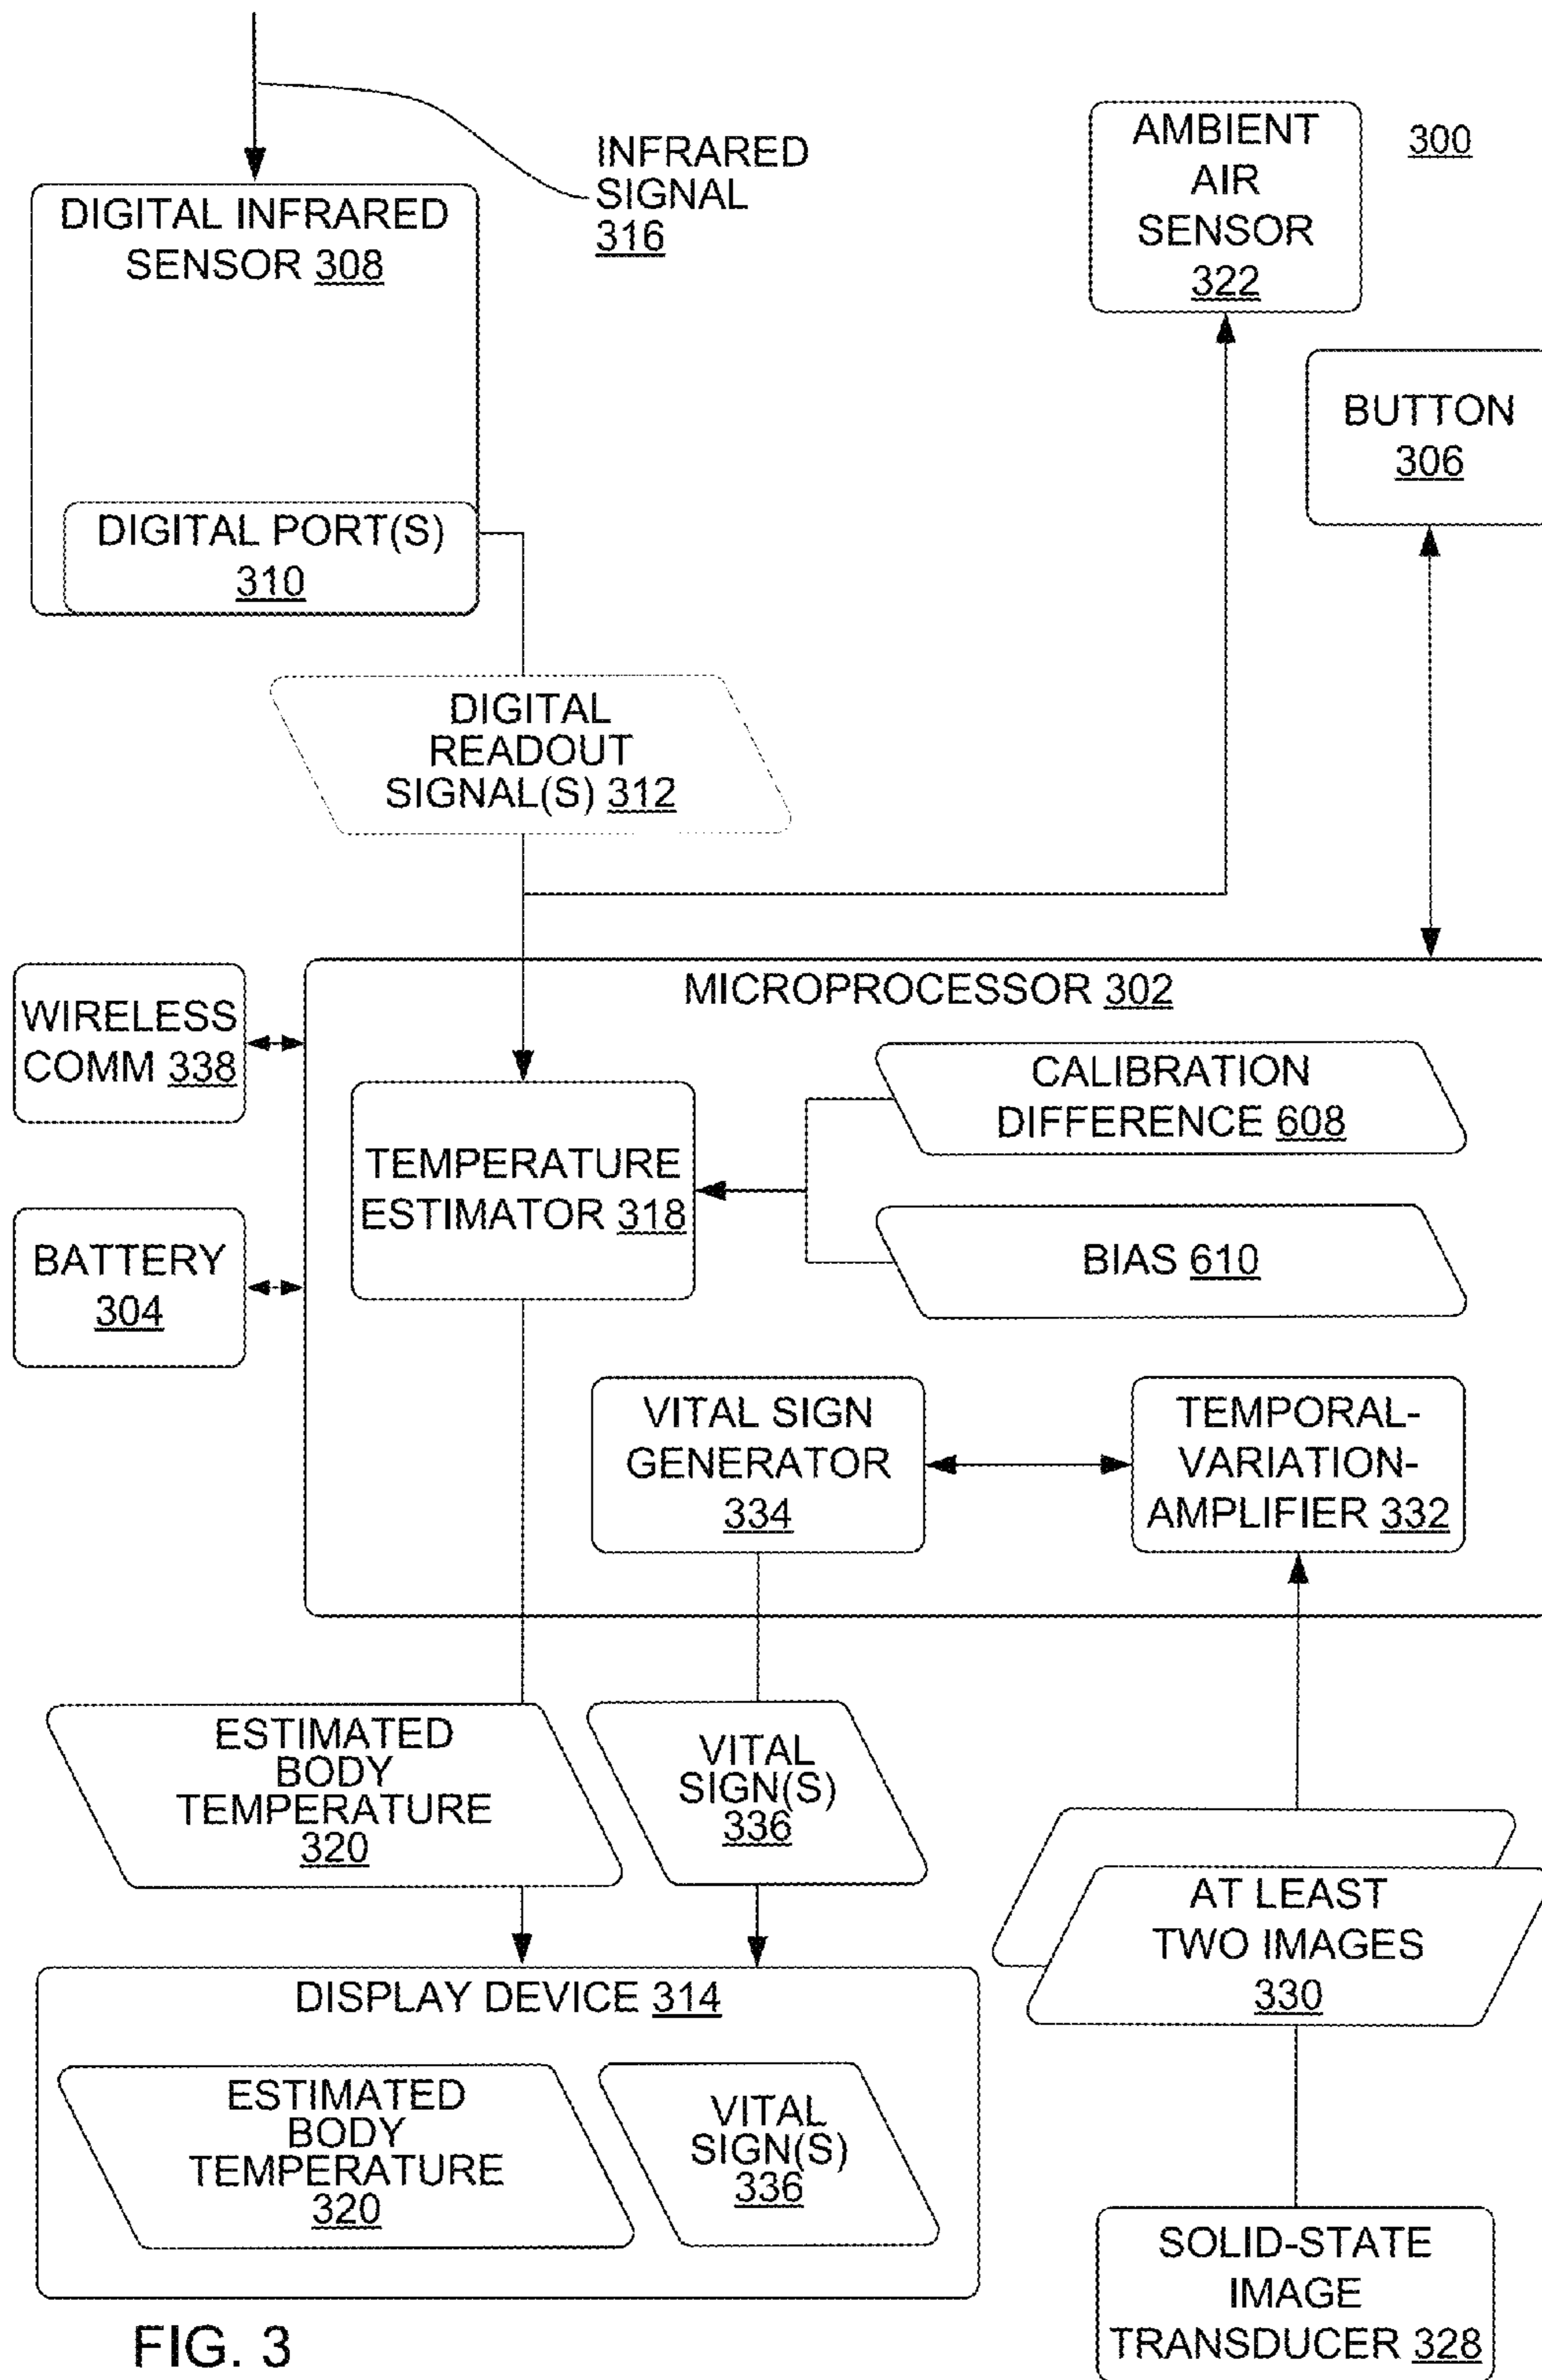 INFRARED
SIGNAL
316
AMBIENT
AIR
SENSOR
322
300
DIGITAL INFRARED
SENSOR 308
BUTTON
306
DIGITAL PORT(S)
310
DIGITAL
READOUT
SIGNAL(S) 312
MICROPROCESSOR 302
WIRELESS
COMM 338
CALIBRATION
DIFFERENCE 608
TEMPERATURE
ESTIMATOR 318
BATTERY
304
BIAS 610
VITAL SIGN
GENERATOR
334
TEMPORAL-
VARIATION-
AMPLIFIER 332
ESTIMATED
BODY
TEMPERATURE
320
VITAL
SIGN(S)
336
AT LEAST
TWO IMAGES
330
DISPLAY DEVICE 314
ESTIMATED
BODY
TEMPERATURE
320
VITAL
SIGN(S)
336
SOLID-STATE
IMAGE
TRANSDUCER 328
FIG. 3